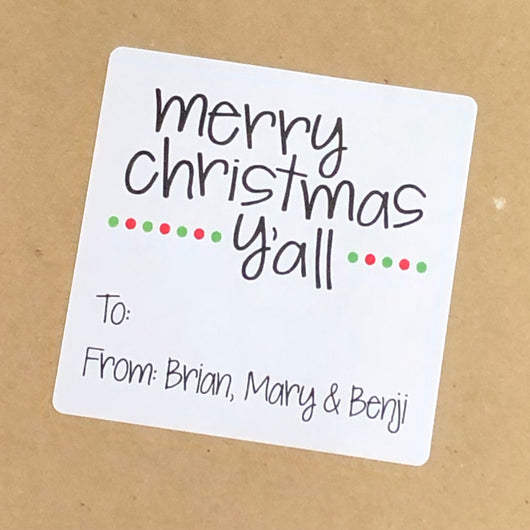 merry
christmas
y'all
To:
From: Brian, Mary & Benji